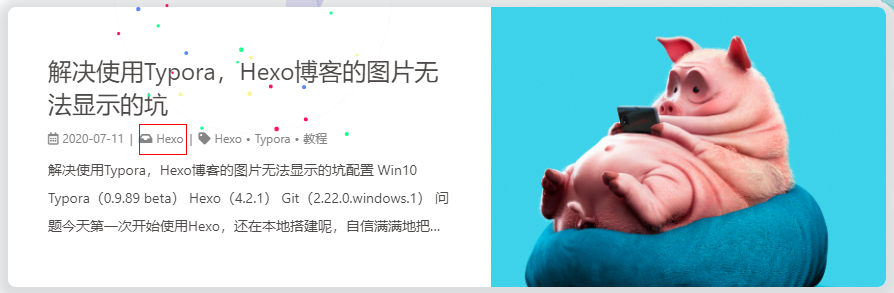 解决使用Typora，Hexo博客的图片无
法显示的坑
2020-07-11 | Hexo | Hexo • Typora • 教程
解决使用Typora，Hexo博客的图片无法显示的坑配置 Win10
Typora（0.9.89 beta） Hexo（4.2.1） Git（2.22.0.windows.1） 问
题今天第一次开始使用Hexo，还在本地搭建呢，自信满满地把...